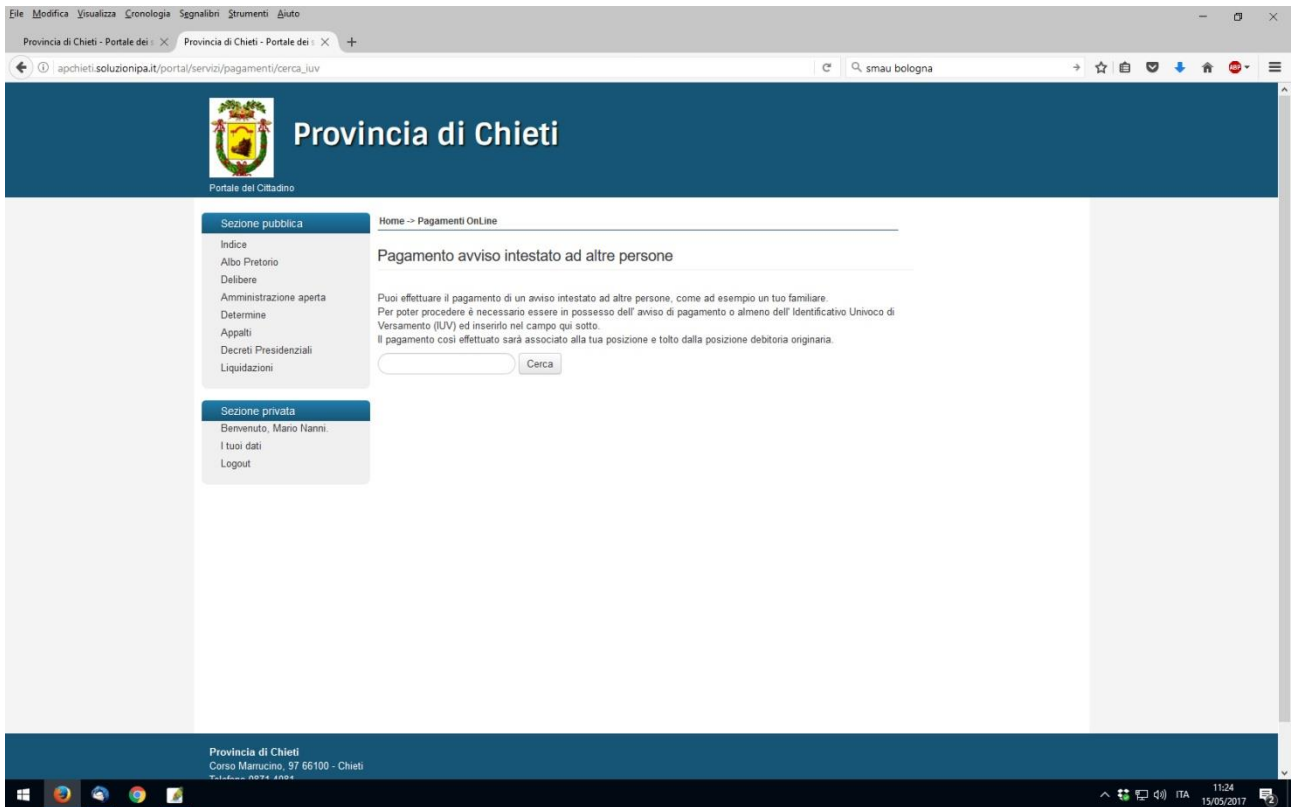 File Modifica Visualizza Cronologia Segnalibri Strumenti Aiuto
Provincia di Chieti - Portale dei
Provincia di Chieti - Portale dei
apchieti.soluzionipa.it/portal/servizi/pagamenti/cerca_iuv
smau bologna
ABP
Provincia di Chieti
Portale del Cittadino
Sezione pubblica
Indice
Albo Pretorio
Delibere
Amministrazione aperta
Determine
Appalti
Decreti Presidenziali
Liquidazioni
Sezione privata
Benvenuto, Mario Nanni.
I tuoi dati
Logout
Home -> Pagamenti OnLine
Pagamento avviso intestato ad altre persone
Puoi effettuare il pagamento di un avviso intestato ad altre persone, come ad esempio un tuo familiare.
Per poter procedere è necessario essere in possesso dell' avviso di pagamento o almeno dell' Identificativo Univoco di
Versamento (IUV) ed inserirlo nel campo qui sotto.
Il pagamento così effettuato sarà associato alla tua posizione e tolto dalla posizione debitoria originaria.
Cerca
Provincia di Chieti
Corso Marrucino, 97 66100 - Chieti
Telefono 0871 4081
ITA
11:24
15/05/2017
2